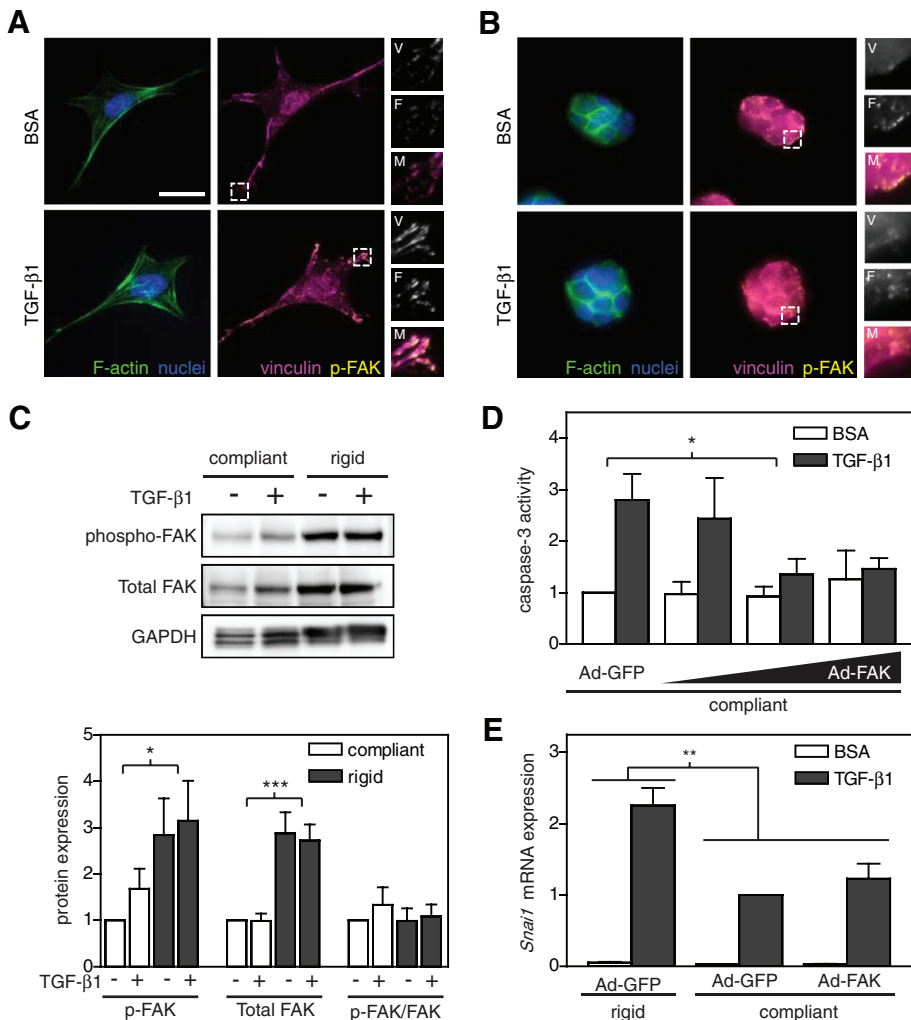 A
BSA
V
F
M
TGF-β1
V
F
M
F-actin nuclei
vinculin p-FAK
B
BSA
V
F
M
TGF-β1
V
F
M
F-actin nuclei
vinculin p-FAK
C
compliant rigid
TGF-β1 - + - +
phospho-FAK
Total FAK
GAPDH
protein expression
5
4
3
2
1
0
compliant
rigid
*
***
TGF-β1 - + - + - + - + - + - +
p-FAK Total FAK p-FAK/FAK
D
caspase-3 activity
4
3
2
1
0
BSA
TGF-β1
*
Ad-GFP Ad-FAK
compliant
E
Snai1 mRNA expression
3
2
1
0
BSA
TGF-β1
**
Ad-GFP Ad-GFP Ad-FAK
rigid compliant